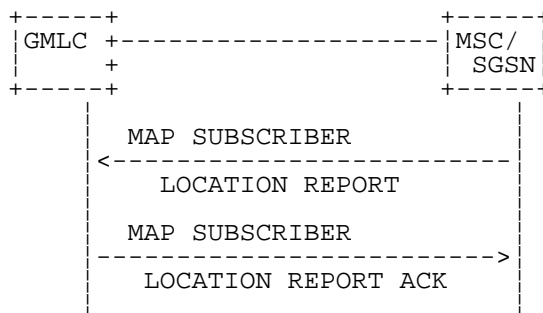 GMLC MSC/
SGSN
MAP SUBSCRIBER
LOCATION REPORT
MAP SUBSCRIBER
LOCATION REPORT ACK